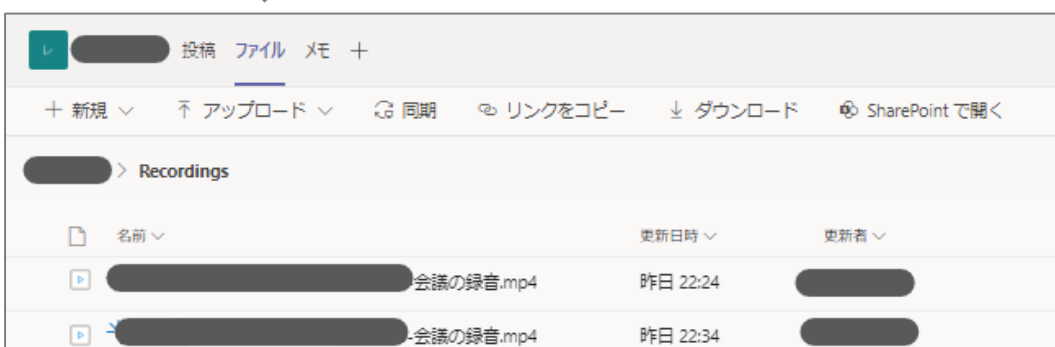 レ 投稿 ファイル メモ +
+ 新規 アップロード 同期 リンクをコピー ダウンロード SharePoint で開く
> Recordings
名前 更新日時 更新者
-会議の録音.mp4 昨日 22:24
-会議の録音.mp4 昨日 22:34